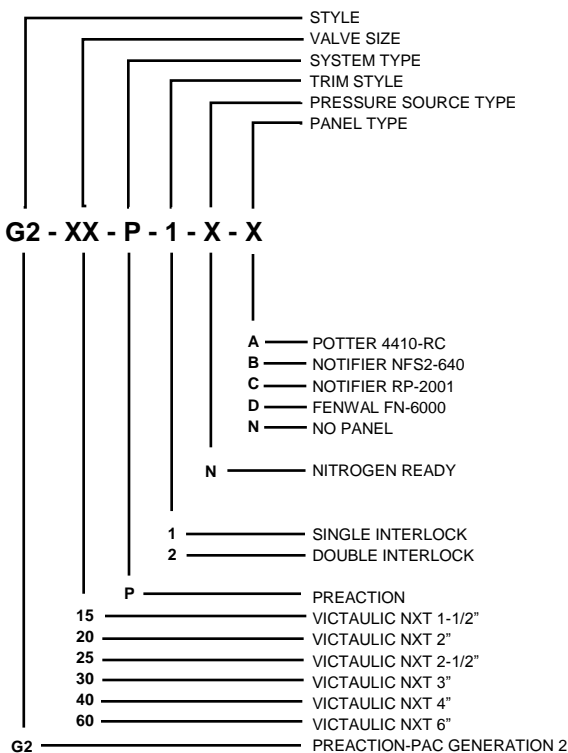 STYLE
VALVE SIZE
SYSTEM TYPE
TRIM STYLE
PRESSURE SOURCE TYPE
PANEL TYPE
G2 - XX - P - 1 - X - X
A POTTER 4410-RC
B NOTIFIER NFS2-640
C NOTIFIER RP-2001
D FENWAL FN-6000
N NO PANEL
N NITROGEN READY
1 SINGLE INTERLOCK
2 DOUBLE INTERLOCK
P PREACTION
15 VICTAULIC NXT 1-1/2”
20 VICTAULIC NXT 2”
25 VICTAULIC NXT 2-1/2”
30 VICTAULIC NXT 3”
40 VICTAULIC NXT 4”
60 VICTAULIC NXT 6”
G2 PREACTION-PAC GENERATION 2